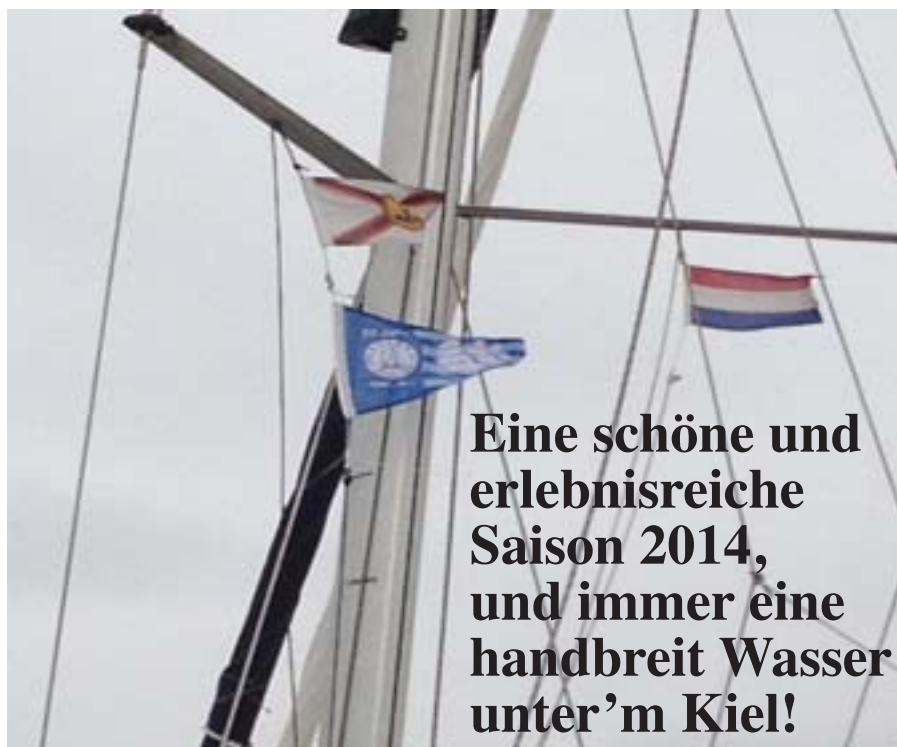 Eine schöne und
erlebnisreiche
Saison 2014,
und immer eine
handbreit Wasser
unter’m Kiel!